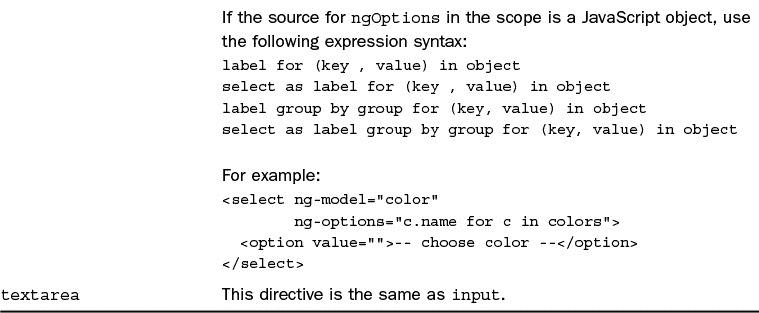 If the source for ngOptions in the scope is a JavaScript object, use
the following expression syntax:
label for (key , value) in object
select as label for (key , value) in object
label group by group for (key, value) in object
select as label group by group for (key, value) in object
For example:
<select ng-model="color"
ng-options="c.name for c in colors">
<option value="">-- choose color --</option>
</select>
textarea This directive is the same as input.